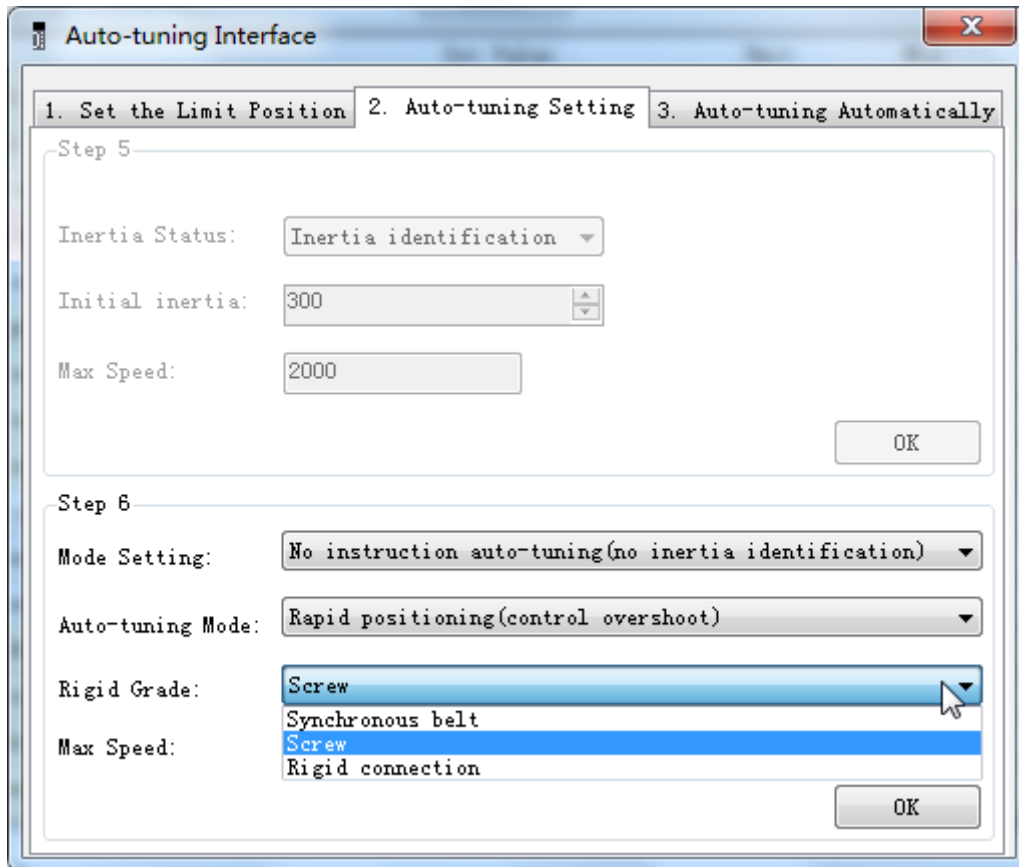 Auto-tuning Interface
1. Set the Limit Position 2. Auto-tuning Setting 3. Auto-tuning Automatically
Step 5
Inertia Status: Inertia identification
Initial inertia: 300
Max Speed: 2000
OK
Step 6
Mode Setting: No instruction auto-tuning(no inertia identification)
Auto-tuning Mode: Rapid positioning(control overshoot)
Rigid Grade: Screw
Synchronous belt
Max Speed: Screw
Rigid connection
OK